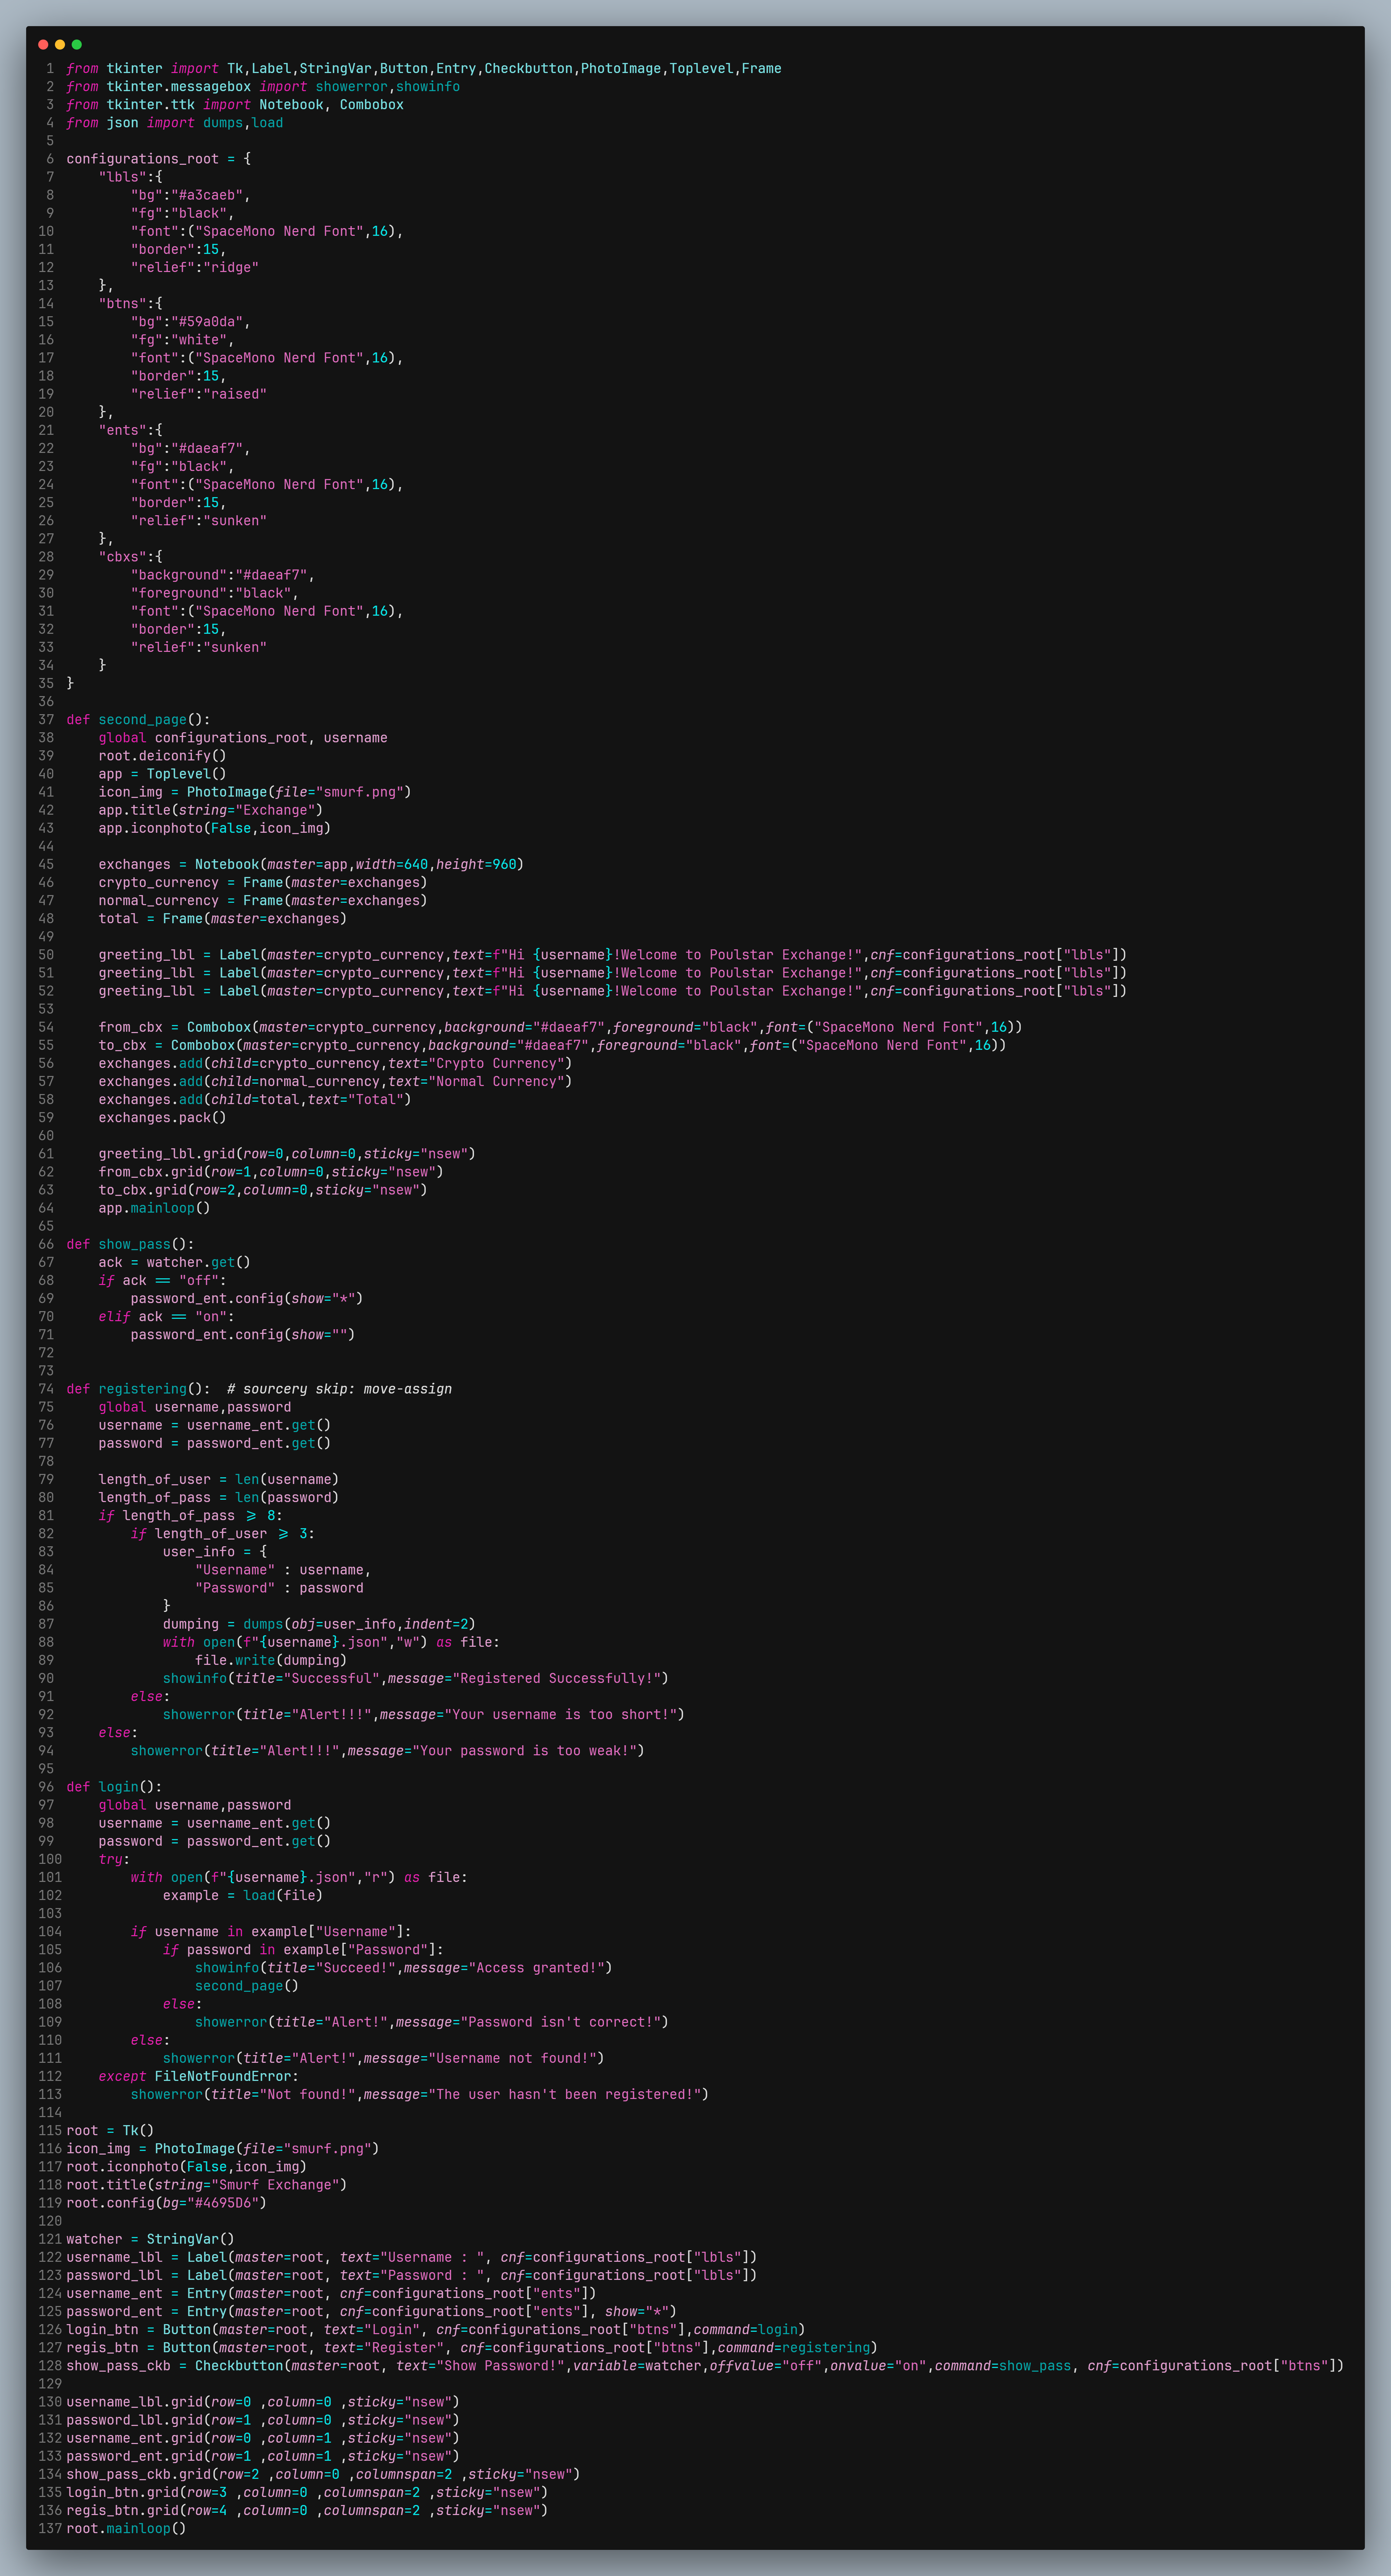 1 from tkinter import Tk,Label,StringVar,Button,Entry,Checkbutton,PhotoImage,Toplevel,Frame
2 from tkinter.messagebox import showerror,showinfo
3 from tkinter.ttk import Notebook, Combobox
4 from json import dumps,load
5
6 configurations_root = {
7     "lbls":{
8         "bg":"#a3caeb",
9         "fg":"black",
10         "font":("SpaceMono Nerd Font",16),
11         "border":15,
12         "relief":"ridge"
13     },
14     "btns":{
15         "bg":"#59a0da",
16         "fg":"white",
17         "font":("SpaceMono Nerd Font",16),
18         "border":15,
19         "relief":"raised"
20     },
21     "ents":{
22         "bg":"#daeaf7",
23         "fg":"black",
24         "font":("SpaceMono Nerd Font",16),
25         "border":15,
26         "relief":"sunken"
27     },
28     "cbxs":{
29         "background":"#daeaf7",
30         "foreground":"black",
31         "font":("SpaceMono Nerd Font",16),
32         "border":15,
33         "relief":"sunken"
34     }
35 }
36
37 def second_page():
38     global configurations_root, username
39     root.deiconify()
40     app = Toplevel()
41     icon_img = PhotoImage(file="smurf.png")
42     app.title(string="Exchange")
43     app.iconphoto(False,icon_img)
44
45     exchanges = Notebook(master=app,width=640,height=960)
46     crypto_currency = Frame(master=exchanges)
47     normal_currency = Frame(master=exchanges)
48     total = Frame(master=exchanges)
49
50     greeting_lbl = Label(master=crypto_currency,text=f"Hi {username}!Welcome to Poulstar Exchange!",cnf=configurations_root["lbls"])
51     greeting_lbl = Label(master=crypto_currency,text=f"Hi {username}!Welcome to Poulstar Exchange!",cnf=configurations_root["lbls"])
52     greeting_lbl = Label(master=crypto_currency,text=f"Hi {username}!Welcome to Poulstar Exchange!",cnf=configurations_root["lbls"])
53
54     from_cbx = Combobox(master=crypto_currency,background="#daeaf7",foreground="black",font=("SpaceMono Nerd Font",16))
55     to_cbx = Combobox(master=crypto_currency,background="#daeaf7",foreground="black",font=("SpaceMono Nerd Font",16))
56     exchanges.add(child=crypto_currency,text="Crypto Currency")
57     exchanges.add(child=normal_currency,text="Normal Currency")
58     exchanges.add(child=total,text="Total")
59     exchanges.pack()
60
61     greeting_lbl.grid(row=0,column=0,sticky="nsew")
62     from_cbx.grid(row=1,column=0,sticky="nsew")
63     to_cbx.grid(row=2,column=0,sticky="nsew")
64     app.mainloop()
65
66 def show_pass():
67     ack = watcher.get()
68     if ack == "off":
69         password_ent.config(show="*")
70     elif ack == "on":
71         password_ent.config(show="")
72
73
74 def registering():  # sourcery skip: move-assign
75     global username,password
76     username = username_ent.get()
77     password = password_ent.get()
78
79     length_of_user = len(username)
80     length_of_pass = len(password)
81     if length_of_pass >= 8:
82         if length_of_user >= 3:
83             user_info = {
84                 "Username" : username,
85                 "Password" : password
86             }
87             dumping = dumps(obj=user_info,indent=2)
88             with open(f"{username}.json","w") as file:
89                 file.write(dumping)
90             showinfo(title="Successful",message="Registered Successfully!")
91         else:
92             showerror(title="Alert!!!",message="Your username is too short!")
93     else:
94         showerror(title="Alert!!!",message="Your password is too weak!")
95
96 def login():
97     global username,password
98     username = username_ent.get()
99     password = password_ent.get()
100     try:
101         with open(f"{username}.json","r") as file:
102             example = load(file)
103
104         if username in example["Username"]:
105             if password in example["Password"]:
106                 showinfo(title="Succeed!",message="Access granted!")
107                 second_page()
108             else:
109                 showerror(title="Alert!",message="Password isn't correct!")
110         else:
111             showerror(title="Alert!",message="Username not found!")
112     except FileNotFoundError:
113         showerror(title="Not found!",message="The user hasn't been registered!")
114
115 root = Tk()
116 icon_img = PhotoImage(file="smurf.png")
117 root.iconphoto(False,icon_img)
118 root.title(string="Smurf Exchange")
119 root.config(bg="#4695D6")
120
121 watcher = StringVar()
122 username_lbl = Label(master=root, text="Username : ", cnf=configurations_root["lbls"])
123 password_lbl = Label(master=root, text="Password : ", cnf=configurations_root["lbls"])
124 username_ent = Entry(master=root, cnf=configurations_root["ents"])
125 password_ent = Entry(master=root, cnf=configurations_root["ents"], show="*")
126 login_btn = Button(master=root, text="Login", cnf=configurations_root["btns"],command=login)
127 regis_btn = Button(master=root, text="Register", cnf=configurations_root["btns"],command=registering)
128 show_pass_ckb = Checkbutton(master=root, text="Show Password!",variable=watcher,offvalue="off",onvalue="on",command=show_pass, cnf=configurations_root["btns"])
129
130 username_lbl.grid(row=0 ,column=0 ,sticky="nsew")
131 password_lbl.grid(row=1 ,column=0 ,sticky="nsew")
132 username_ent.grid(row=0 ,column=1 ,sticky="nsew")
133 password_ent.grid(row=1 ,column=1 ,sticky="nsew")
134 show_pass_ckb.grid(row=2 ,column=0 ,columnspan=2 ,sticky="nsew")
135 login_btn.grid(row=3 ,column=0 ,columnspan=2 ,sticky="nsew")
136 regis_btn.grid(row=4 ,column=0 ,columnspan=2 ,sticky="nsew")
137 root.mainloop()